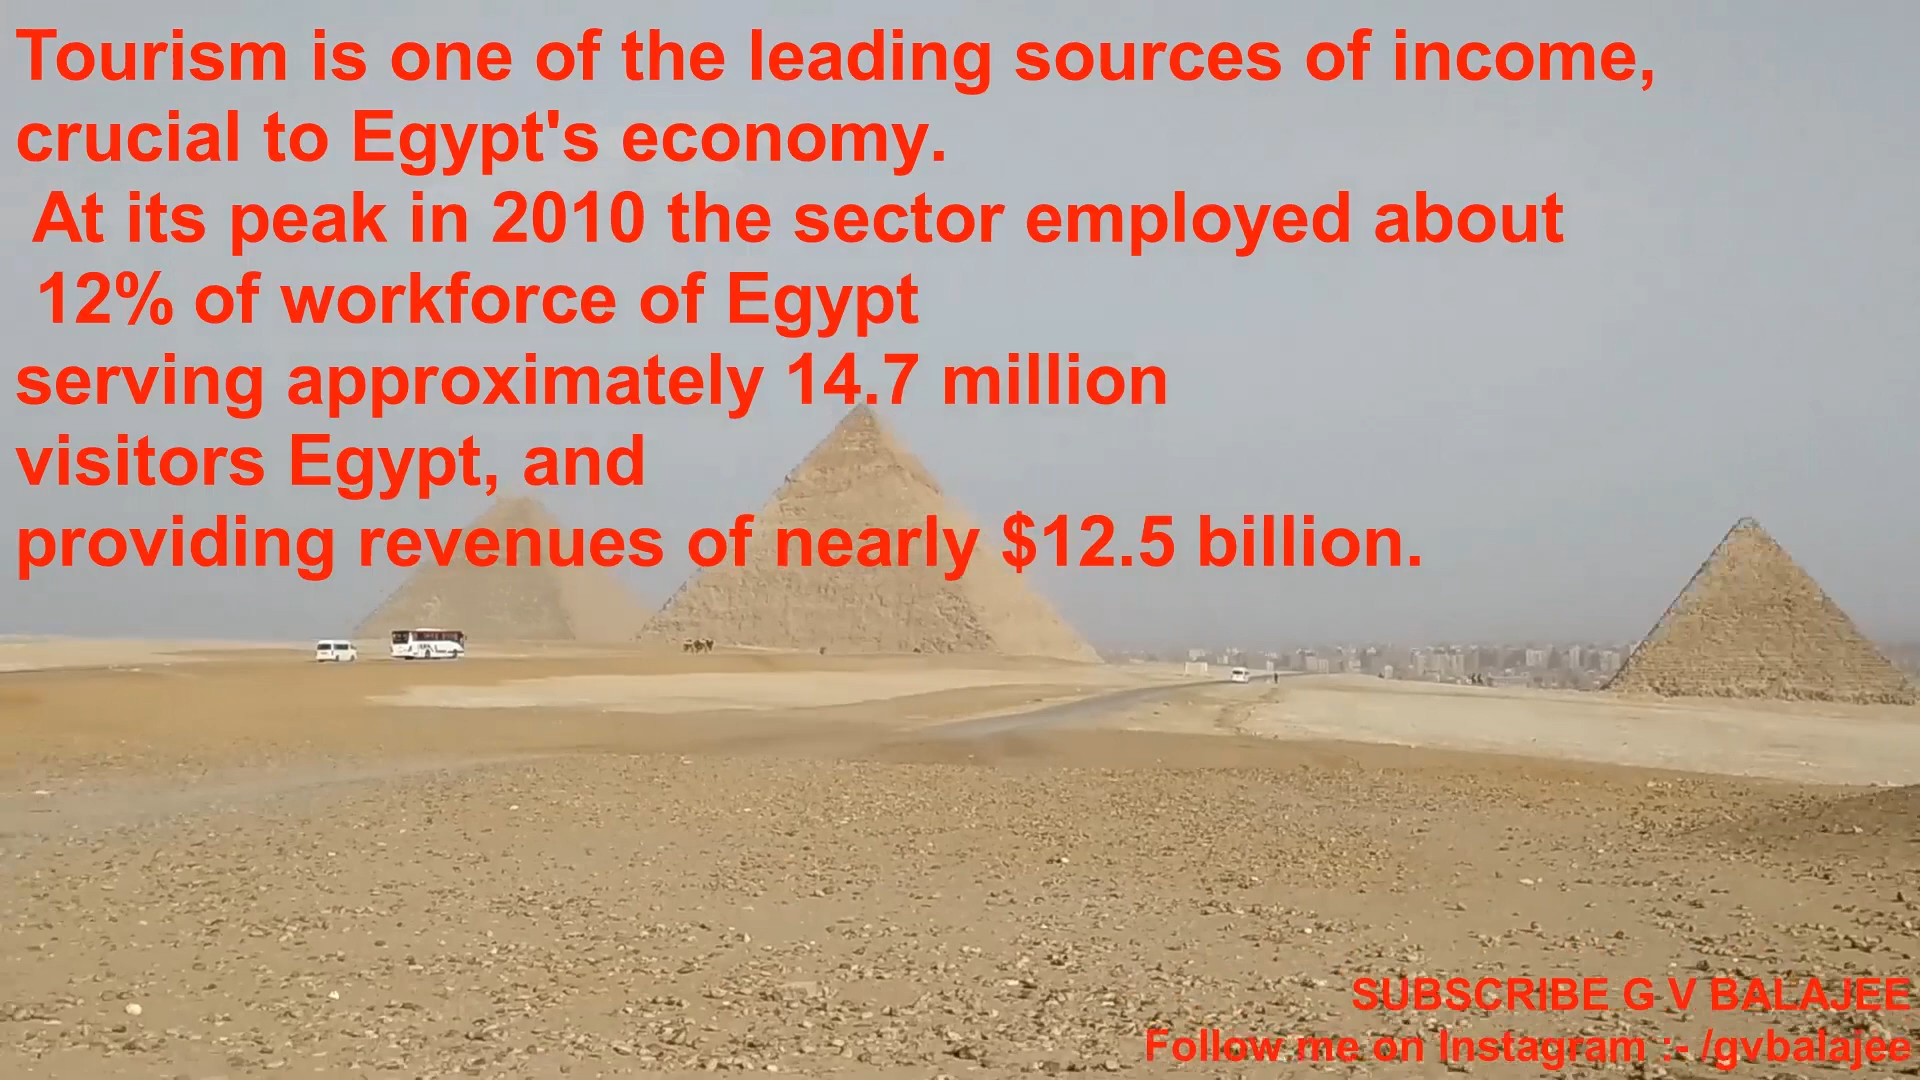 Tourism is one of the leading sources of income,
crucial to Egypt's economy.
At its peak in 2010 the sector employed about
12% of workforce of Egypt
serving approximately 14.7 million
visitors Egypt, and
providing revenues of nearly $12.5 billion.
SUBSCRIBE G V BALAJEE
Follow me on Instagram :- /gvbalajee